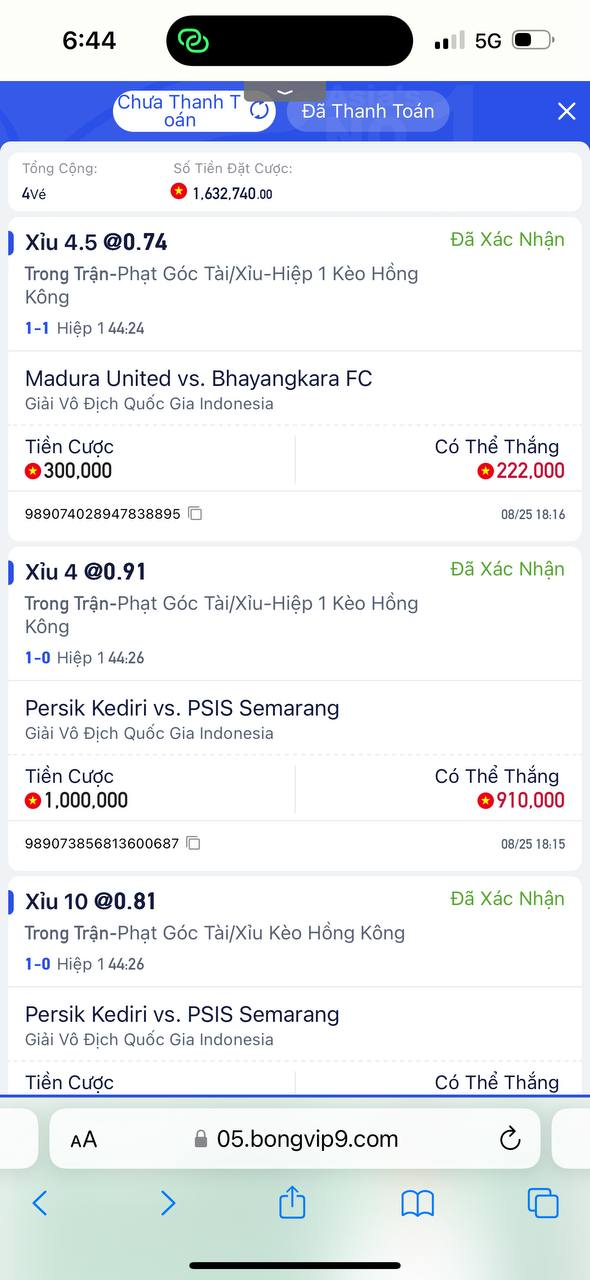 6:44
5G
Chưa Thanh T
oán
Đã Thanh Toán
Tổng Cộng:
Số Tiền Đặt Cược:
4Vé
1,632,740.00
Xỉu 4.5 @0.74
Đã Xác Nhận
Trong Trận-Phạt Góc Tài/Xỉu-Hiệp 1 Kèo Hồng
Kông
1-1 Hiệp 1 44:24
Madura United vs. Bhayangkara FC
Giải Vô Địch Quốc Gia Indonesia
Tiền Cược
Có Thể Thắng
300,000
222,000
989074028947838895
08/25 18:16
Xỉu 4 @0.91
Đã Xác Nhận
Trong Trận-Phạt Góc Tài/Xỉu-Hiệp 1 Kèo Hồng
Kông
1-0 Hiệp 1 44:26
Persik Kediri vs. PSIS Semarang
Giải Vô Địch Quốc Gia Indonesia
Tiền Cược
Có Thể Thắng
1,000,000
910,000
989073856813600687
08/25 18:15
Xỉu 10 @0.81
Đã Xác Nhận
Trong Trận-Phạt Góc Tài/Xỉu Kèo Hồng Kông
1-0 Hiệp 1 44:26
Persik Kediri vs. PSIS Semarang
Giải Vô Địch Quốc Gia Indonesia
Tiền Cược
Có Thể Thắng
AA
05.bongvip9.com